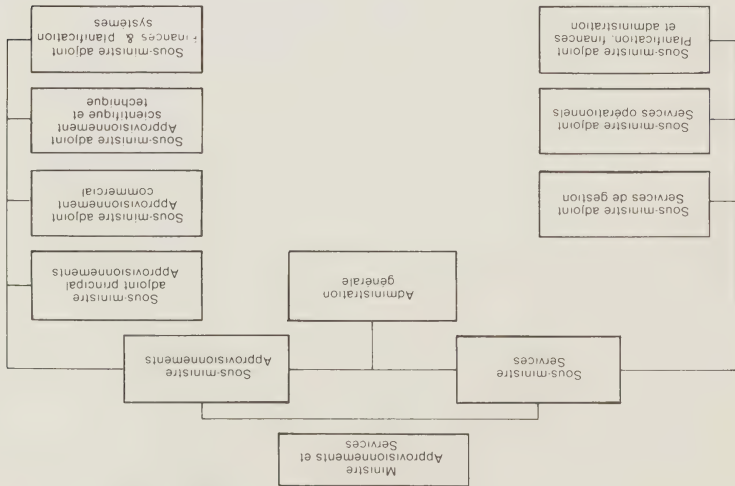 Ministre
Approvisionnements et
Services
Sous-ministre
Services
Sous-ministre
Approvisionnements
Administration
générale
Sous-ministre adjoint
Services de gestion
Sous-ministre adjoint
Services opérationnels
Sous-ministre adjoint
Planification, finances
et administration
Sous-ministre
adjoint principal
Approvisionnements
Sous-ministre adjoint
Approvisionnement
commercial
Sous-ministre adjoint
Approvisionnement
scientifique et
technique
Sous-ministre adjoint
Finances & planification
systèmes